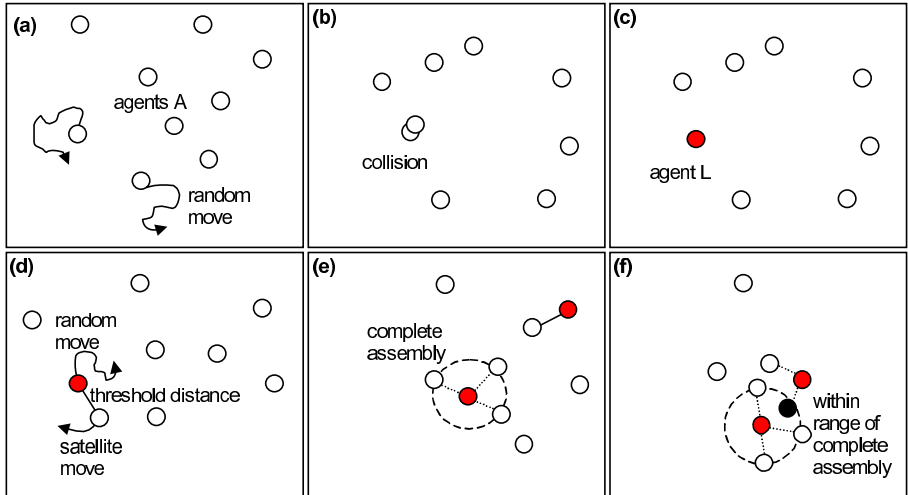 (a)
agents A
random
move
(b)
collision
(c)
agent L
(d)
random
move
threshold distance
satellite
move
(e)
complete
assembly
(f)
within
range of
complete
assembly